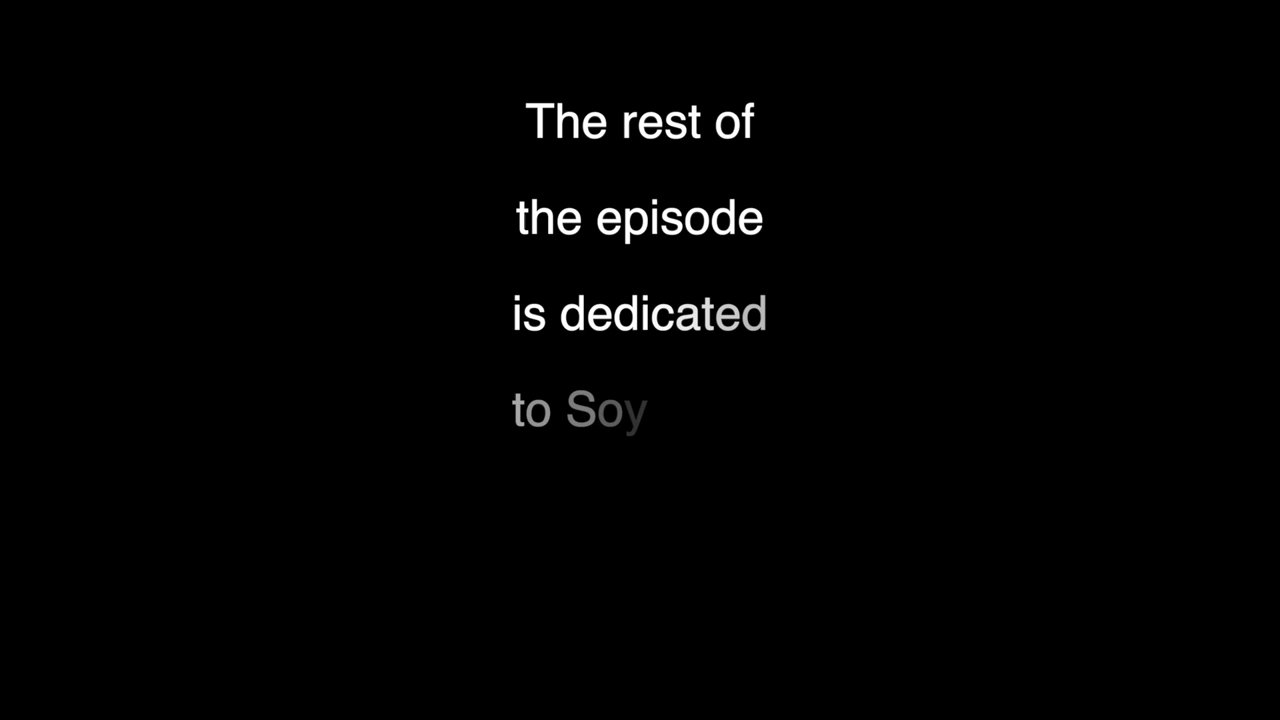 The rest of
the episode
is dedicated
to Soy